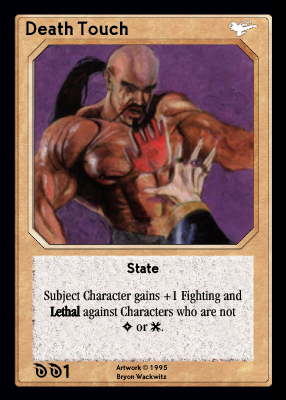 Death Touch
State
Subject Character gains +1 Fighting and
Lethal against Characters who are not
or .
1
Artwork © 1995
Bryon Wackwitz